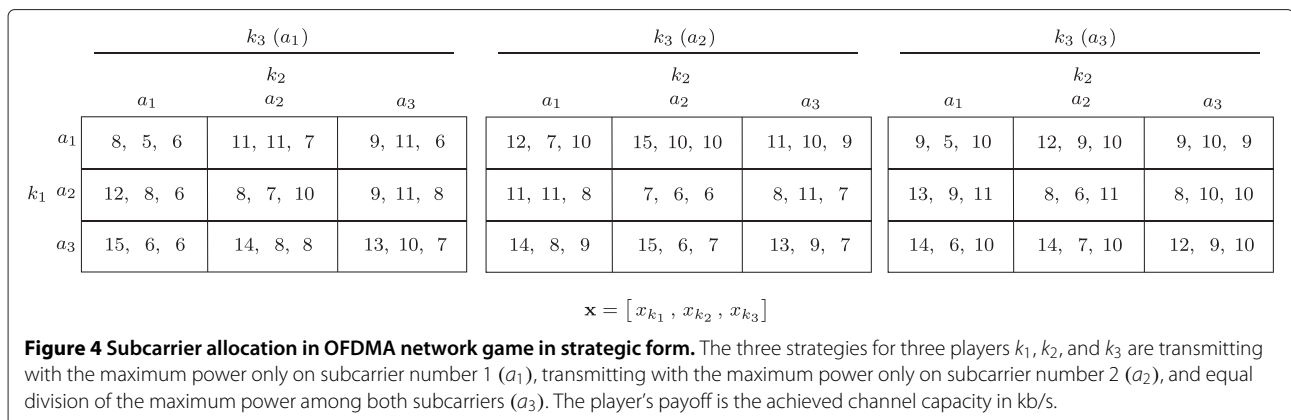 k₃ (a₁) k₃ (a₂) k₃ (a₃)
k₂ k₂ k₂
a₁ a₂ a₃ a₁ a₂ a₃ a₁ a₂ a₃
a₁ 8, 5, 6 11, 11, 7 9, 11, 6 12, 7, 10 15, 10, 10 11, 10, 9 9, 5, 10 12, 9, 10 9, 10, 9
k₁ a₂ 12, 8, 6 8, 7, 10 9, 11, 8 11, 11, 8 7, 6, 6 8, 11, 7 13, 9, 11 8, 6, 11 8, 10, 10
a₃ 15, 6, 6 14, 8, 8 13, 10, 7 14, 8, 9 15, 6, 7 13, 9, 7 14, 6, 10 14, 7, 10 12, 9, 10
x = [ x_{k₁} , x_{k₂} , x_{k₃} ]
Figure 4 Subcarrier allocation in OFDMA network game in strategic form. The three strategies for three players k₁, k₂, and k₃ are transmitting
with the maximum power only on subcarrier number 1 (a₁), transmitting with the maximum power only on subcarrier number 2 (a₂), and equal
division of the maximum power among both subcarriers (a₃). The player's payoff is the achieved channel capacity in kb/s.